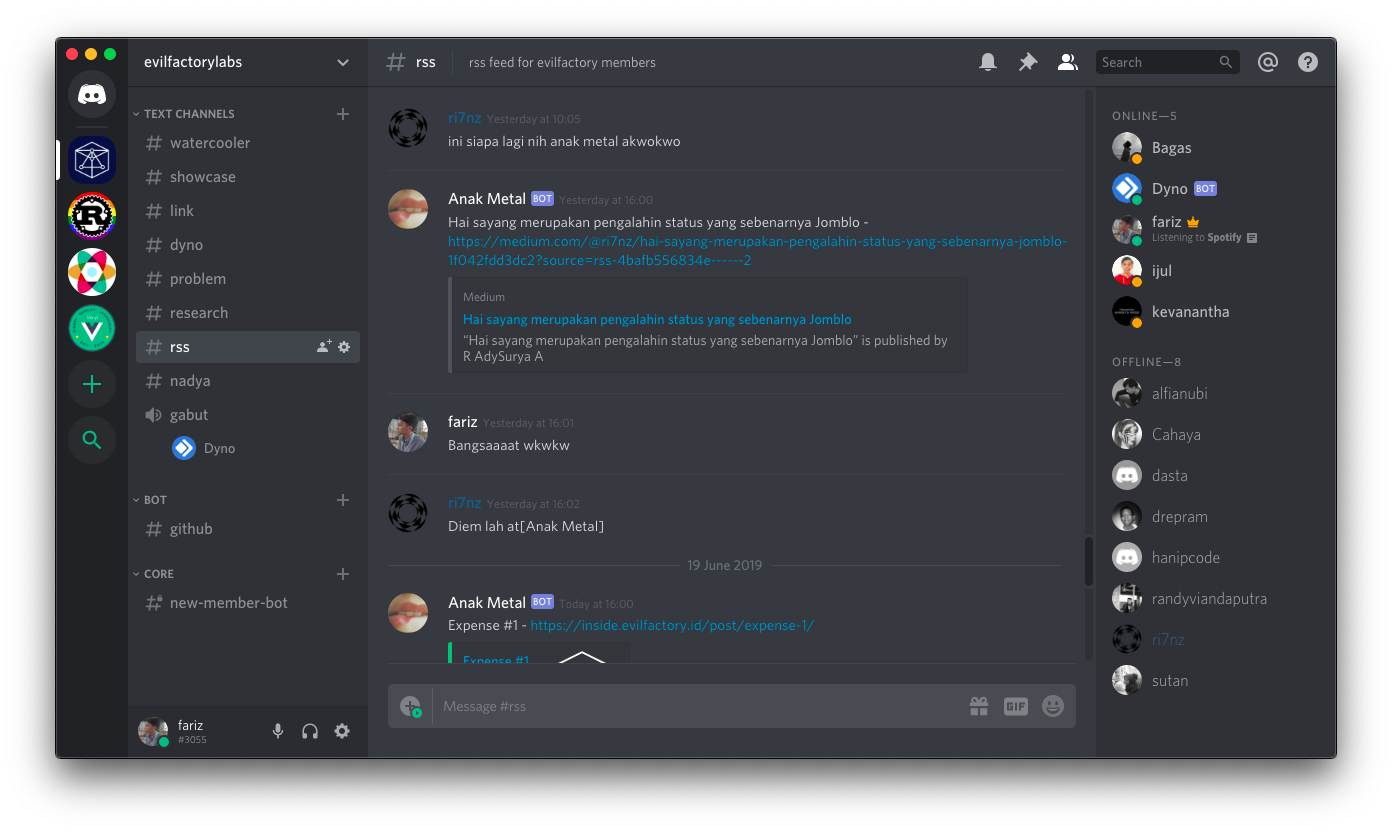 evilfactorylabs
TEXT CHANNELS
watercooler
showcase
link
dyno
problem
research
rss
nadya
gabut
Dyno
BOT
github
CORE
new-member-bot
fariz
#3055
rss
rss feed for evilfactory members
Search
ri7nz Yesterday at 10:05
ini siapa lagi nih anak metal akwokwo
Anak Metal BOT Yesterday at 16:00
Hai sayang merupakan pengalahin status yang sebenarnya Jomblo -
https://medium.com/@ri7nz/hai-sayang-merupakan-pengalahin-status-yang-sebenarnya-jomblo-
1f042fdd3dc2?source=rss-4bafb556834e------2
Medium
Hai sayang merupakan pengalahin status yang sebenarnya Jomblo
“Hai sayang merupakan pengalahin status yang sebenarnya Jomblo” is published by
R AdySurya A
fariz Yesterday at 16:01
Bangsaaaat wkwkw
ri7nz Yesterday at 16:02
Diem lah at[Anak Metal]
19 June 2019
Anak Metal BOT Today at 16:00
Expense #1 - https://inside.evilfactory.id/post/expense-1/
Expense #1
Message #rss
GIF
ONLINE—5
Bagas
Dyno BOT
fariz
Listening to Spotify
ijul
kevanantha
OFFLINE—8
alfianubi
Cahaya
dasta
drepram
hanipcode
randyviandaputra
ri7nz
sutan